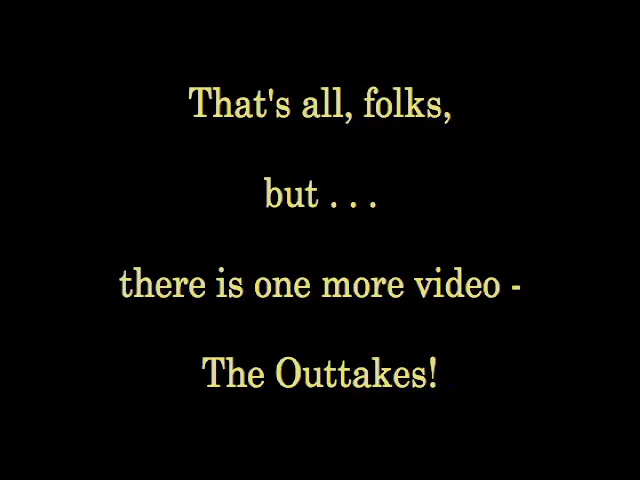 That's all, folks,
but . . .
there is one more video -
The Outtakes!